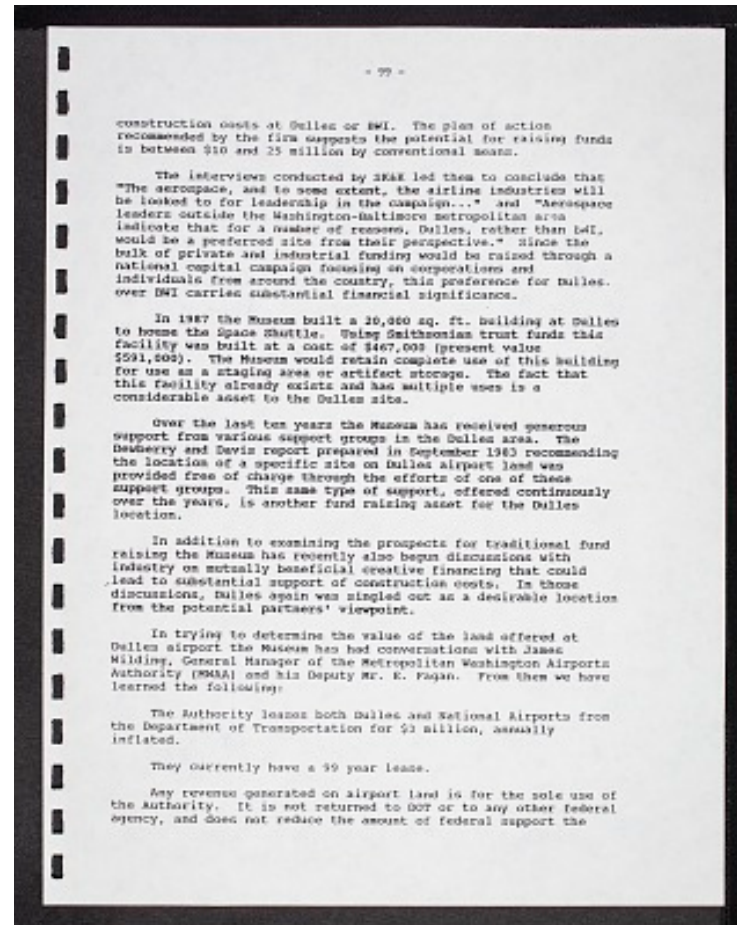 - 99 -
construction costs at Dulles or BWI. The plan of action
recommended by the firm suggests the potential for raising funds
is between $10 and 25 million by conventional means.
The interviews conducted by led them to conclude that
"The aerospace, and to some extent, the airline industries will
be looked to for leadership in the campaign..." and "Aerospace
leaders outside the Washington-Baltimore metropolitan area
indicate that for a number of reasons, Dulles, rather than BWI,
would be a preferred site from their perspective." Since the
bulk of private and industrial funding would be raised through a
national capital campaign focusing on corporations and
individuals from around the country, this preference for Dulles.
over BWI carries substantial financial significance.
In 1987 the Museum built a 20,000 sq. ft. building at Dulles
to house the Space Shuttle. Using Smithsonian trust funds this
facility was built at a cost of $467,000 (present value
$591,000). The Museum would retain complete use of this building
for use as a staging area or artifact storage. The fact that
this facility already exists and has multiple uses is a
considerable asset to the Dulles site.
Over the last ten years the Museum has received generous
support from various support groups in the Dulles area. The
Dewberry and Davis report prepared in September 1983 recommending
the location of a specific site on Dulles airport land was
provided free of charge through the efforts of one of these
support groups. This same type of support, offered continuously
over the years, is another fund raising asset for the Dulles
location.
In addition to examining the prospects for traditional fund
raising the Museum has recently also begun discussions with
industry on mutually beneficial creative financing that could
lead to substantial support of construction costs. In those
discussions, Dulles again was singled out as a desirable location
from the potential partners' viewpoint.
In trying to determine the value of the land offered at
Dulles airport the Museum has had conversations with James
Wilding, General Manager of the Metropolitan Washington Airports
Authority (MWAA) and his Deputy Mr. E. Fagan. From them we have
learned the following:
The Authority leases both Dulles and National Airports from
the Department of Transportation for $3 million, annually
inflated.
They currently have a 99 year lease.
Any revenue generated on airport land is for the sole use of
the Authority. It is not returned to DOT or to any other federal
agency, and does not reduce the amount of federal support the